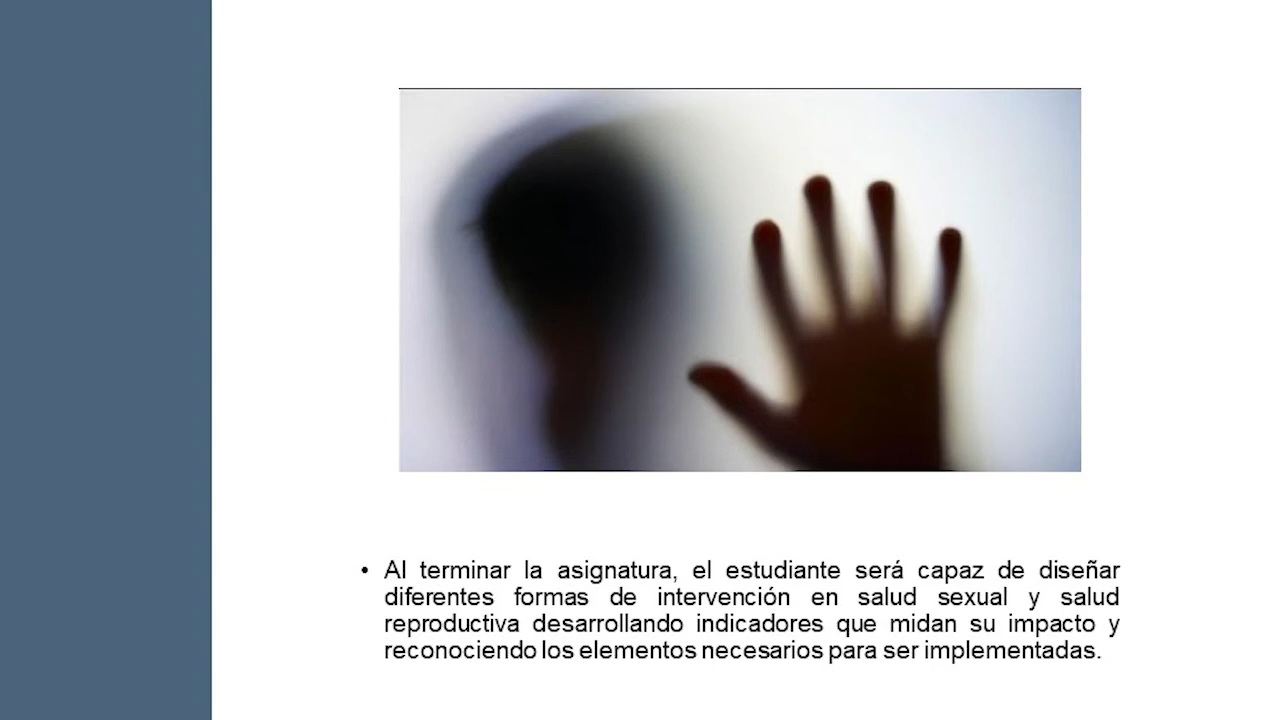 • Al terminar la asignatura, el estudiante será capaz de diseñar
diferentes formas de intervención en salud sexual y salud
reproductiva desarrollando indicadores que midan su impacto y
reconociendo los elementos necesarios para ser implementadas.